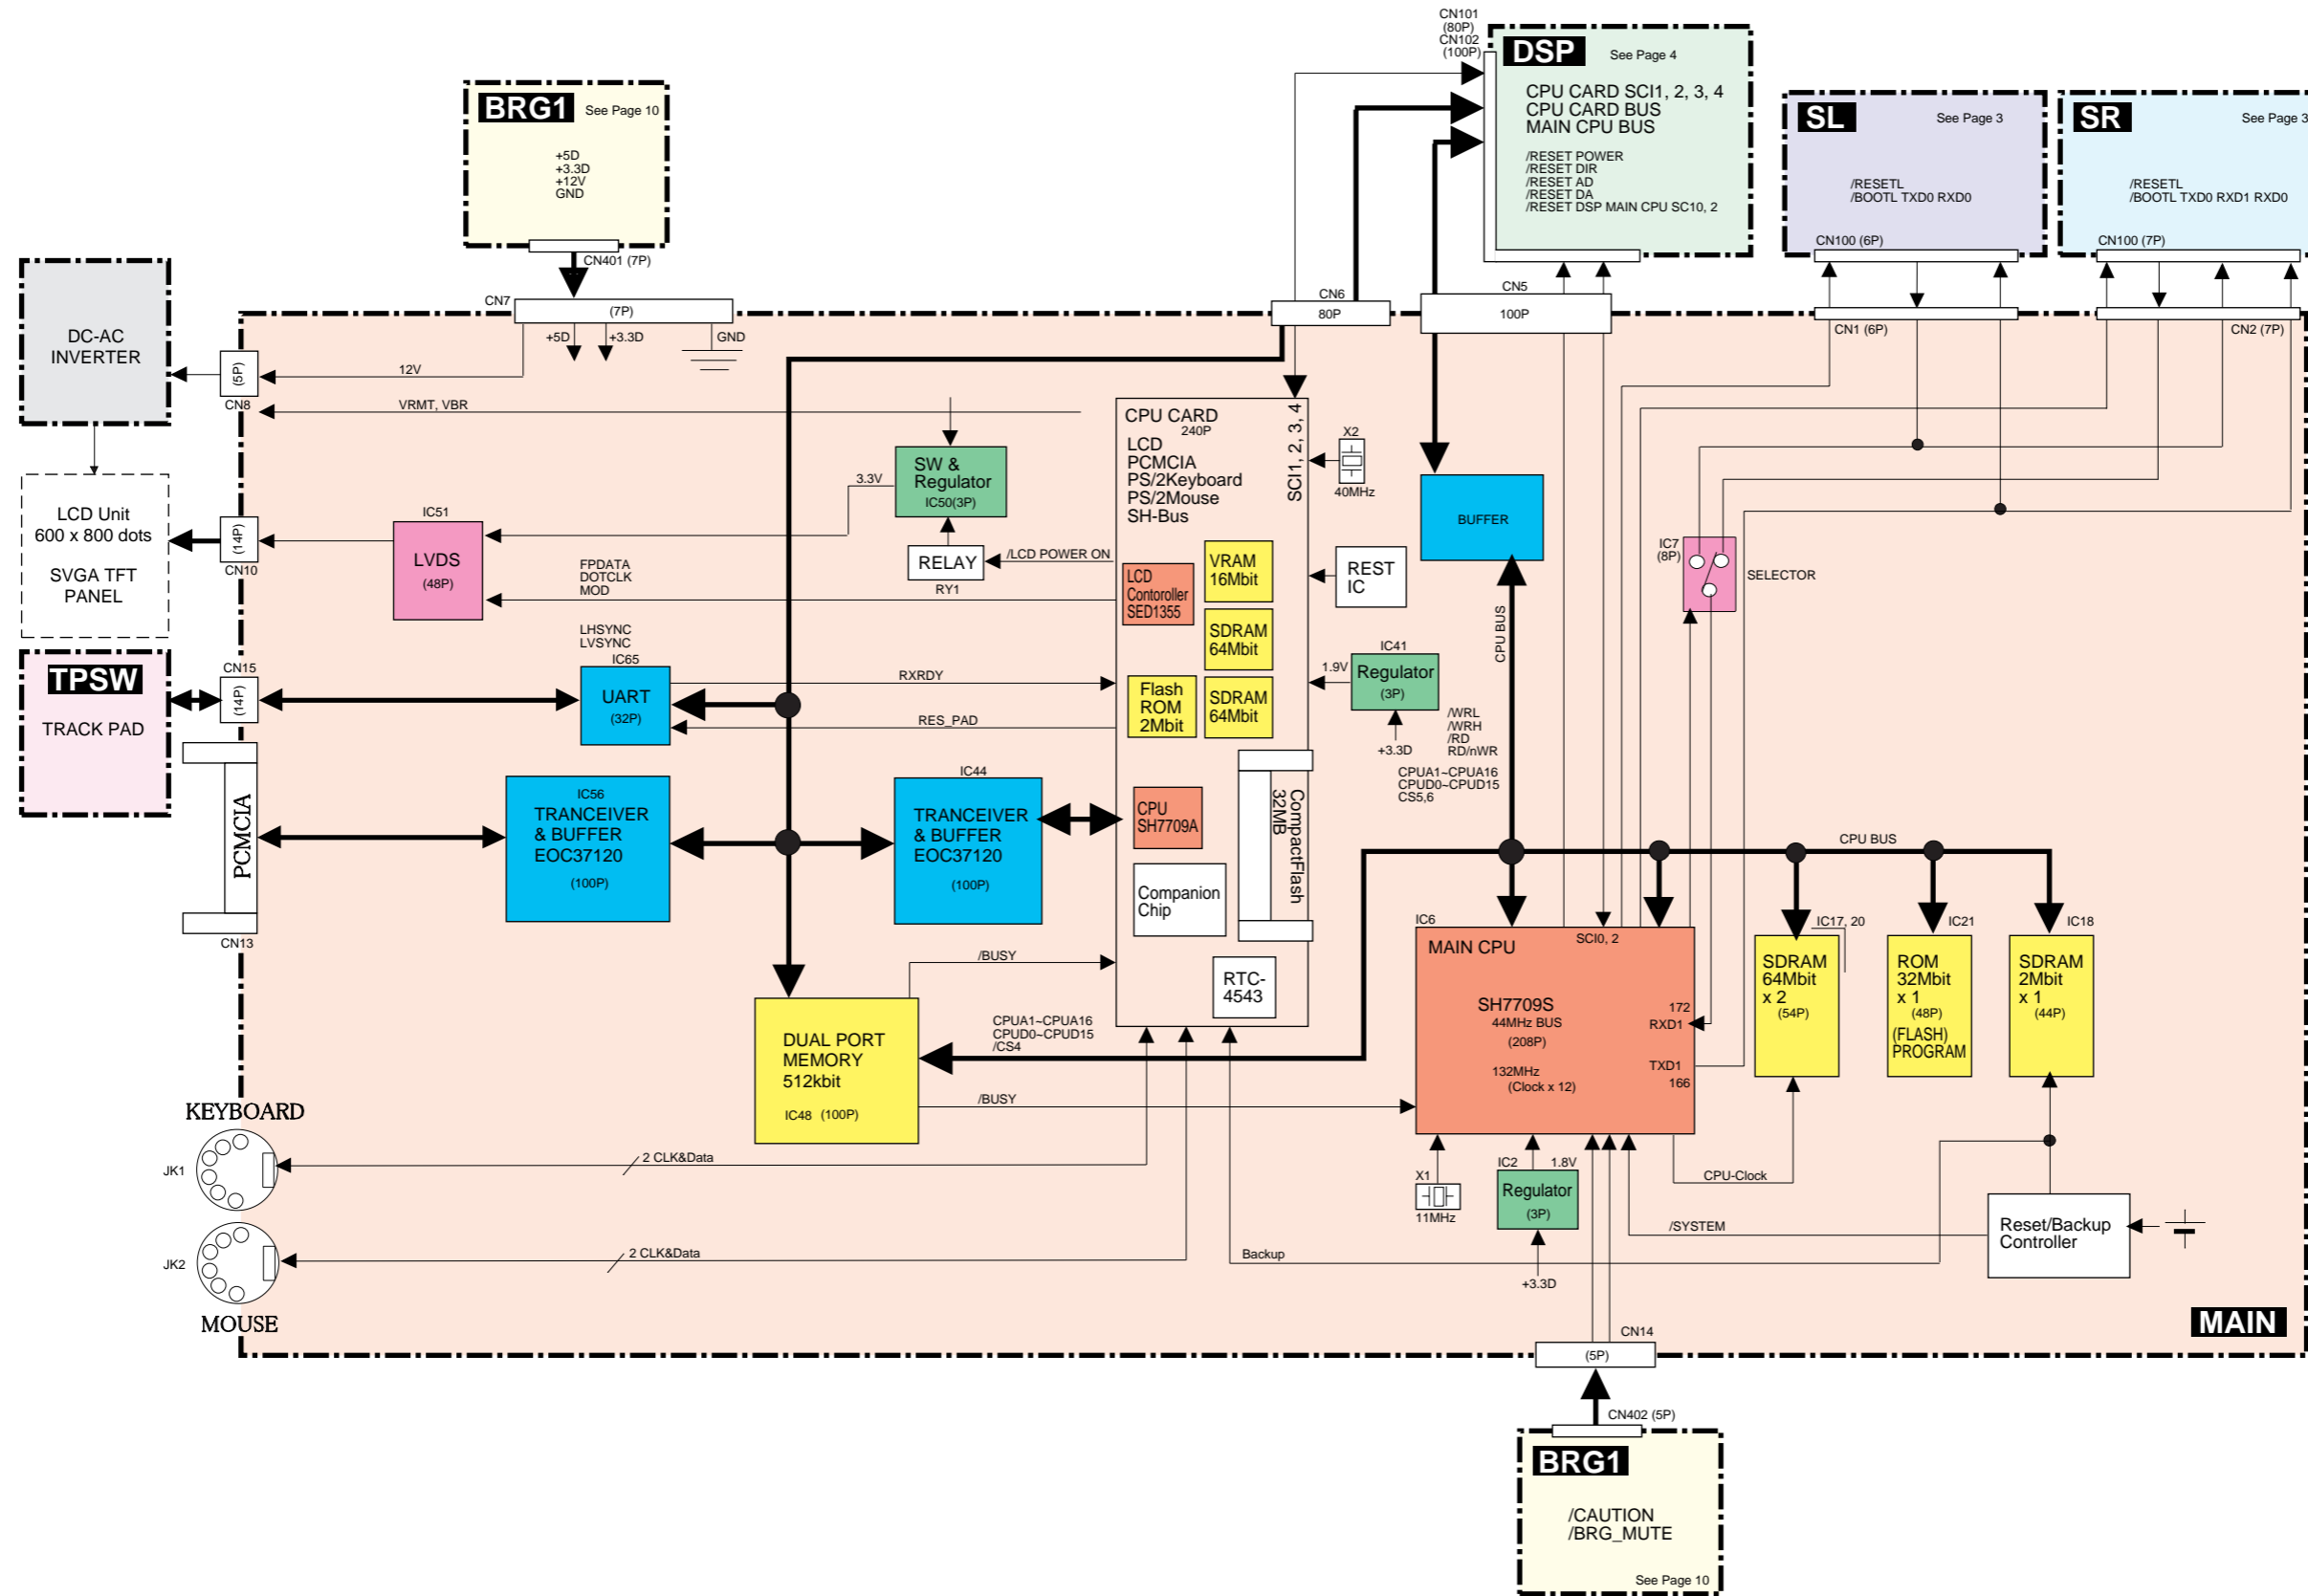 CN101
(80P)
CN102
(100P)
DSP
See Page 4
CPU CARD SCI1, 2, 3, 4
CPU CARD BUS
MAIN CPU BUS
/RESET POWER
/RESET DIR
/RESET AD
/RESET DA
/RESET DSP MAIN CPU SC10, 2
BRG1
See Page 10
+5D
+3.3D
+12V
GND
CN401 (7P)
SL
See Page 3
/RESETL
/BOOTL TXD0 RXD0
CN100 (6P)
SR
See Page 3
/RESETL
/BOOTL TXD0 RXD1 RXD0
CN100 (7P)
CN7
(7P)
+5D
+3.3D
GND
CN6
80P
CN5
100P
CN1 (6P)
CN2 (7P)
DC-AC
INVERTER
(5P)
CN8
12V
VRMT, VBR
LCD Unit
600 x 800 dots
SVGA TFT
PANEL
(14P)
CN10
IC51
LVDS
(48P)
3.3V
SW &
Regulator
IC50(3P)
RELAY
RY1
/LCD POWER ON
FPDATA
DOTCLK
MOD
LHSYNC
LVSYNC
CPU CARD
240P
LCD
PCMCIA
PS/2Keyboard
PS/2Mouse
SH-Bus
SCI1, 2, 3, 4
LCD
Contoroller
SED1355
VRAM
16Mbit
SDRAM
64Mbit
Flash
ROM
2Mbit
SDRAM
64Mbit
CPU
SH7709A
Companion
Chip
CompactFlash
32MB
RTC-
4543
X2
40MHz
REST
IC
IC41
1.9V
Regulator
(3P)
+3.3D
BUFFER
CPU BUS
/WRL
/WRH
/RD
RD/nWR
CPUA1~CPUA16
CPUD0~CPUD15
CS5,6
IC7
(8P)
SELECTOR
TPSW
TRACK PAD
CN15
(14P)
IC65
UART
(32P)
RXRDY
RES_PAD
PCMCIA
CN13
IC56
TRANCEIVER
& BUFFER
EOC37120
(100P)
IC44
TRANCEIVER
& BUFFER
EOC37120
(100P)
/BUSY
DUAL PORT
MEMORY
512kbit
IC48 (100P)
CPUA1~CPUA16
CPUD0~CPUD15
/CS4
/BUSY
CPU BUS
IC6
MAIN CPU
SCI0, 2
SH7709S
44MHz BUS
(208P)
132MHz
(Clock x 12)
172
RXD1
TXD1
166
IC17, 20
SDRAM
64Mbit
x 2
(54P)
IC21
ROM
32Mbit
x 1
(48P)
(FLASH)
PROGRAM
IC18
SDRAM
2Mbit
x 1
(44P)
KEYBOARD
JK1
2 CLK&Data
JK2
MOUSE
2 CLK&Data
X1
11MHz
IC2
1.8V
Regulator
(3P)
+3.3D
CPU-Clock
/SYSTEM
Backup
Reset/Backup
Controller
MAIN
CN14
(5P)
CN402 (5P)
BRG1
/CAUTION
/BRG_MUTE
See Page 10